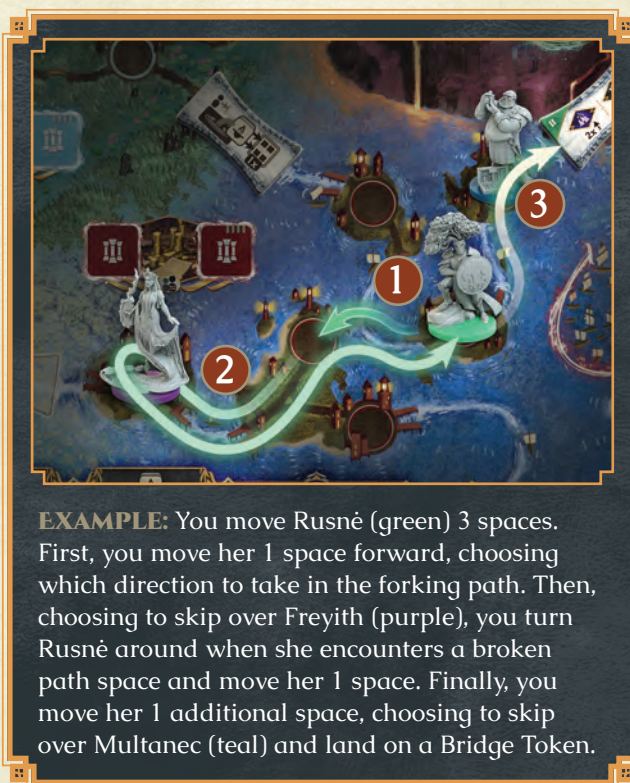 1
3
2
2x
EXAMPLE: You move Rusnė (green) 3 spaces.
First, you move her 1 space forward, choosing
which direction to take in the forking path. Then,
choosing to skip over Freyith (purple), you turn
Rusnė around when she encounters a broken
path space and move her 1 space. Finally, you
move her 1 additional space, choosing to skip
over Multanec (teal) and land on a Bridge Token.